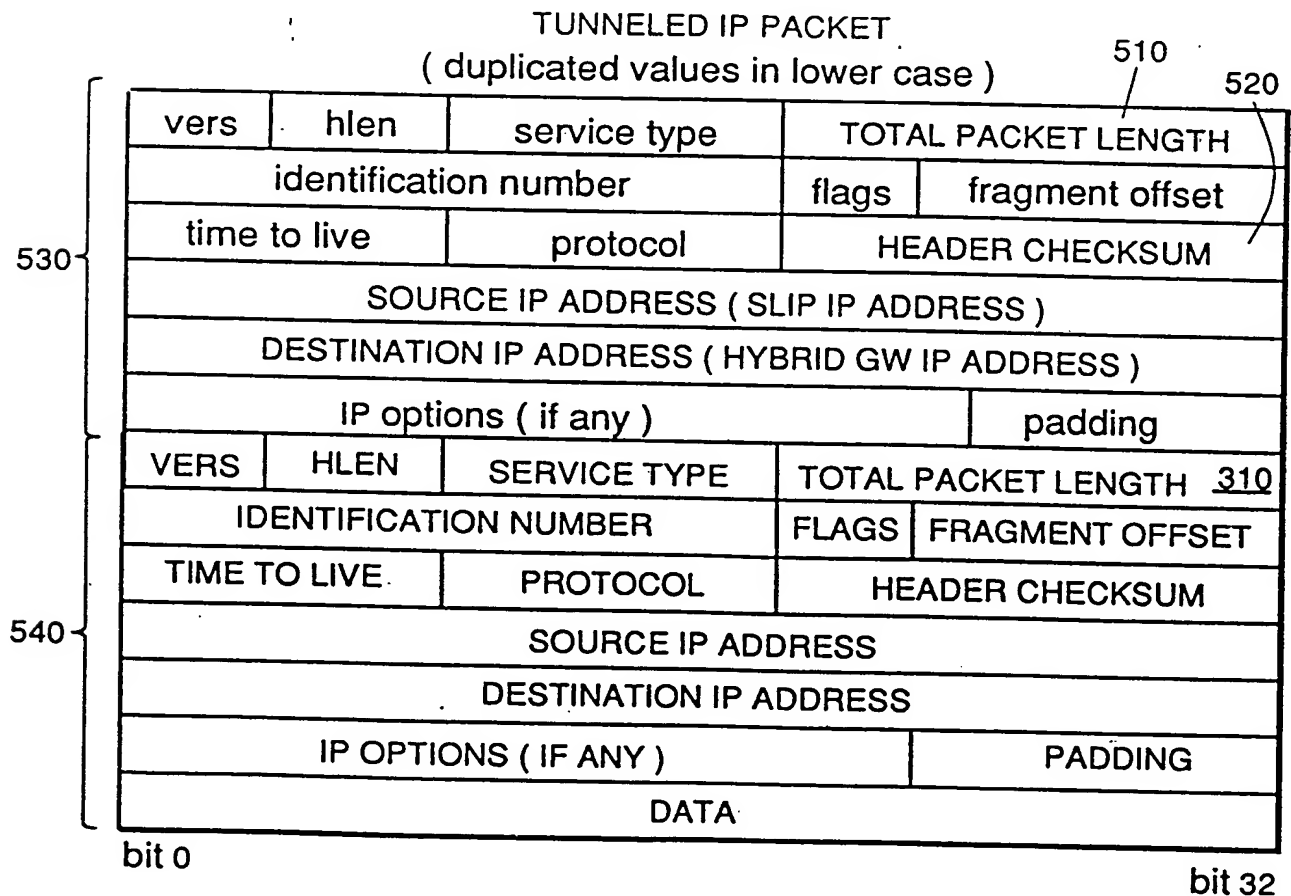 TUNNELED IP PACKET
( duplicated values in lower case )
510
520
vers hlen service type TOTAL PACKET LENGTH
identification number flags fragment offset
time to live protocol HEADER CHECKSUM
530
SOURCE IP ADDRESS ( SLIP IP ADDRESS )
DESTINATION IP ADDRESS ( HYBRID GW IP ADDRESS )
IP options ( if any ) padding
VERS HLEN SERVICE TYPE TOTAL PACKET LENGTH 310
IDENTIFICATION NUMBER FLAGS FRAGMENT OFFSET
TIME TO LIVE PROTOCOL HEADER CHECKSUM
540
SOURCE IP ADDRESS
DESTINATION IP ADDRESS
IP OPTIONS ( IF ANY ) PADDING
DATA
bit 0
bit 32